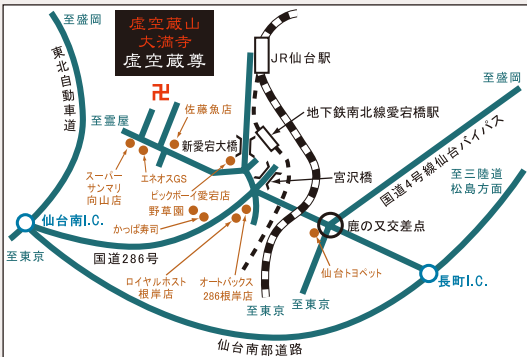 至盛岡
東北自動車道
虚空蔵山
大満寺
虚空蔵尊
卍
JR仙台駅
至盛岡
佐藤魚店
至霊屋
新愛宕大橋
地下鉄南北線愛宕橋駅
国道4号線仙台バイパス
スーパー
サンマリ
向山店
エネオスGS
ビックボーイ愛宕店
宮沢橋
至三陸道
松島方面
野草園
かっぱ寿司
仙台南I.C.
鹿の又交差点
至東京
国道286号
ロイヤルホスト
根岸店
オートバックス
286根岸店
仙台トヨペット
至東京
至東京
長町I.C.
仙台南部道路